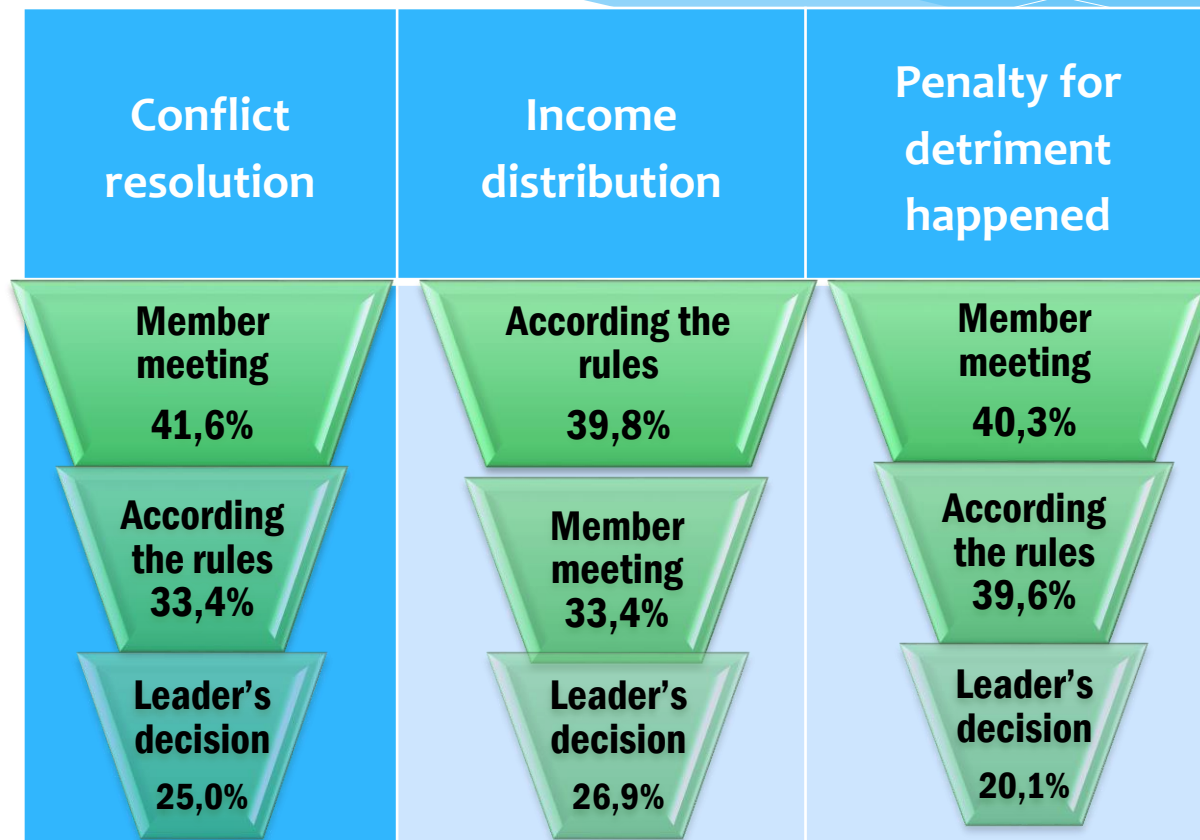 Conflict
resolution
Income
distribution
Penalty for
detriment
happened
Member
meeting
41,6%
According
the rules
33,4%
Leader's
decision
25,0%
According the
rules
39,8%
Member
meeting
33,4%
Leader's
decision
26,9%
Member
meeting
40,3%
According
the rules
39,6%
Leader's
decision
20,1%